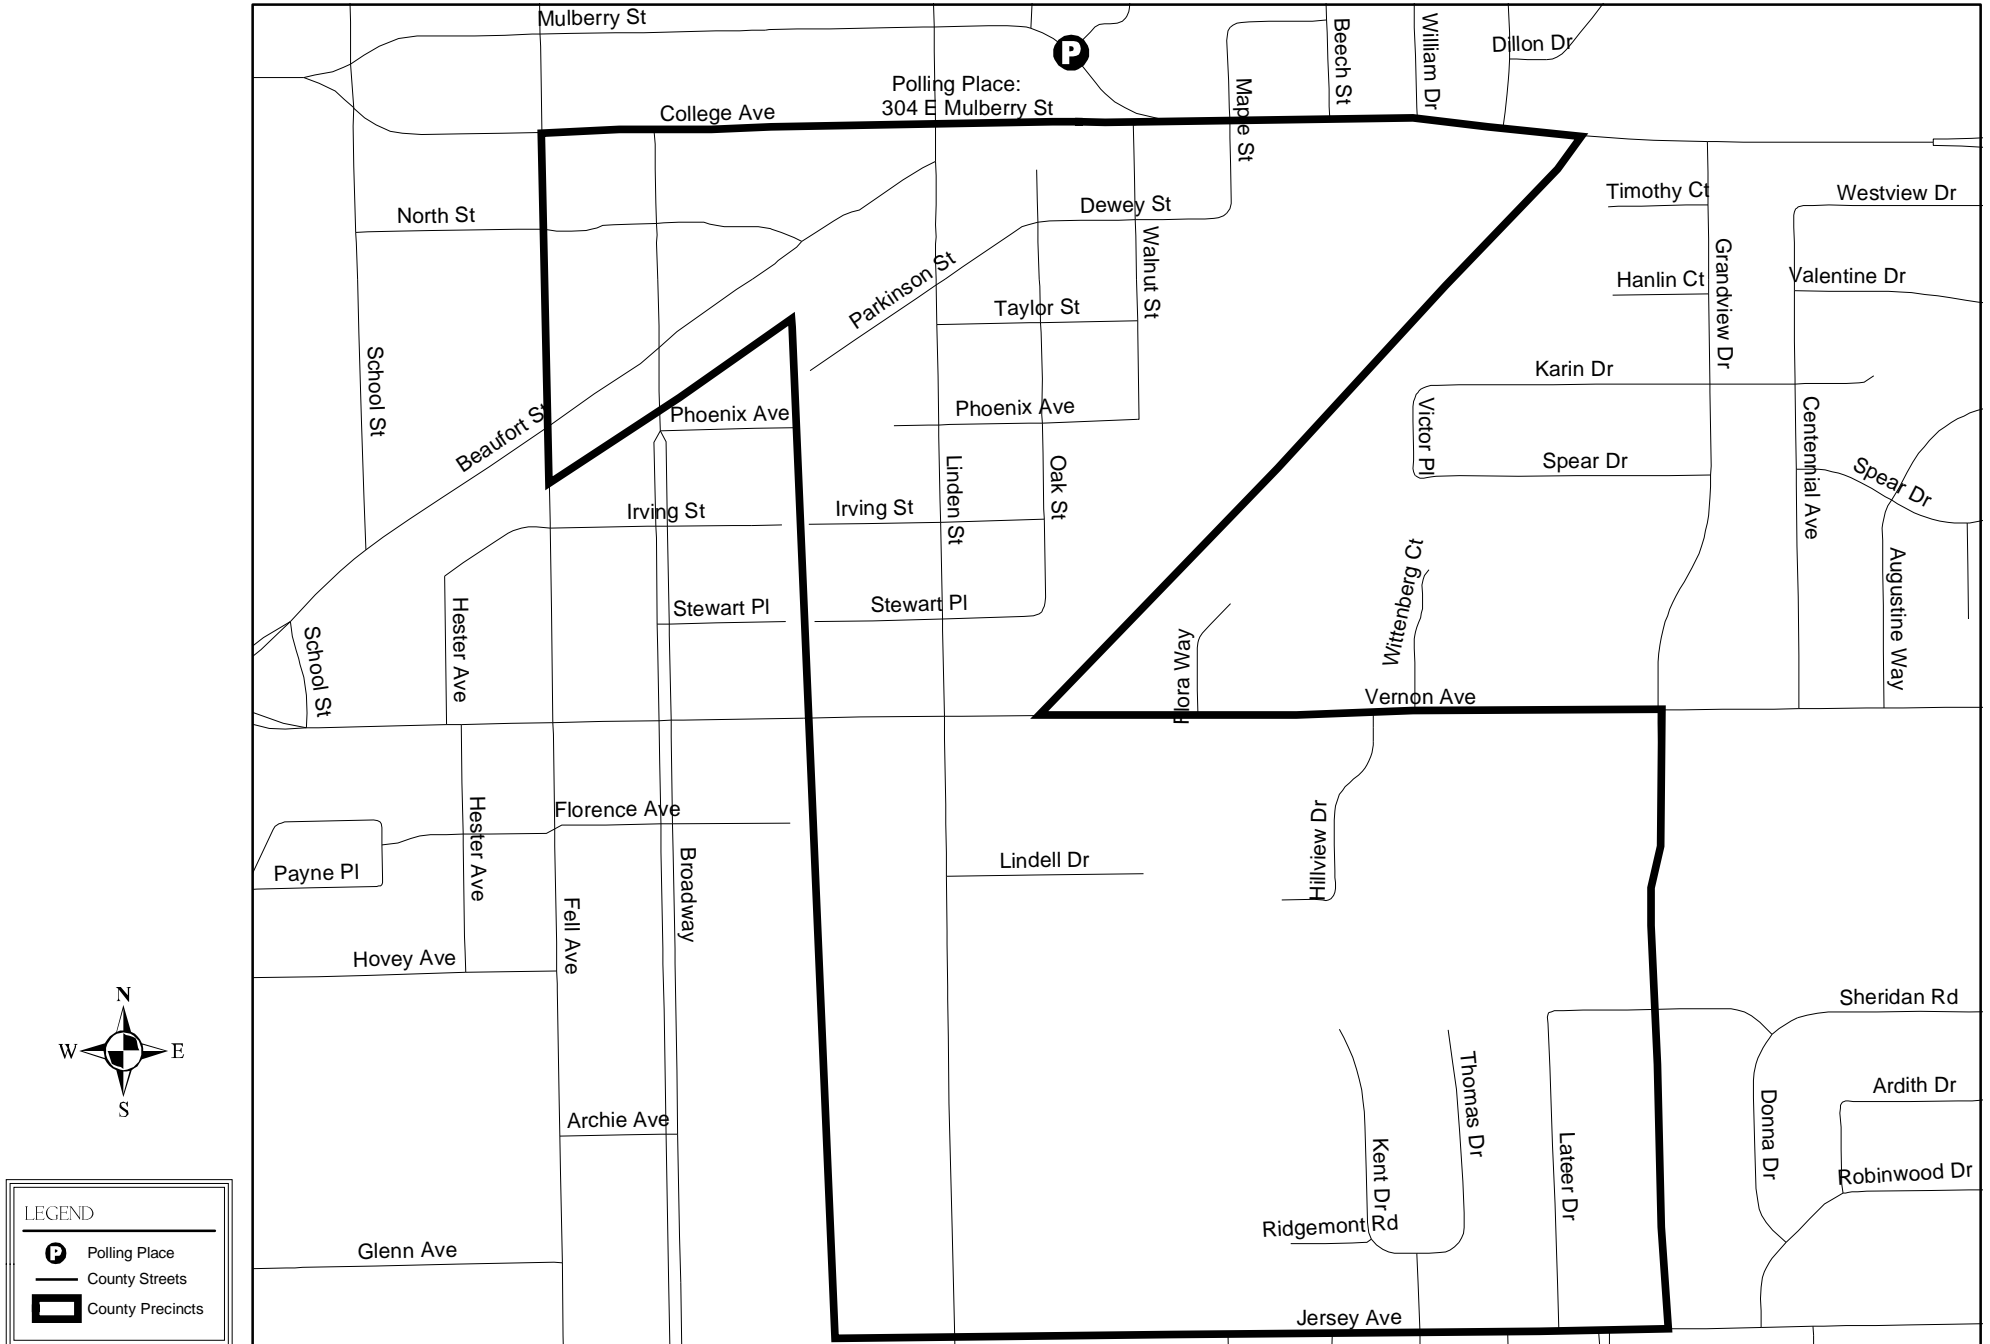 Mulberry St
Beech St
William Dr
Dillon Dr
P
Polling Place:
304 E Mulberry St
College Ave
Maple St
Timothy Ct
Westview Dr
North St
Dewey St
Walnut St
Grandview Dr
Parkinson St
Hanlin Ct
Valentine Dr
Taylor St
School St
Karin Dr
Beaufort St
Phoenix Ave
Phoenix Ave
Victor Pl
Centennial Ave
Linden St
Oak St
Spear Dr
Spear Dr
Irving St
Irving St
Wittenberg Ct
Augustine Way
Hester Ave
Stewart Pl
Stewart Pl
School St
Flora Way
Vernon Ave
Hester Ave
Florence Ave
Hillview Dr
Broadway
Lindell Dr
Payne Pl
Fell Ave
Hovey Ave
N
W
E
S
Sheridan Rd
Thomas Dr
Ardith Dr
Donna Dr
Archie Ave
Kent Dr
Lateer Dr
Robinwood Dr
Ridgemont Rd
Glenn Ave
Jersey Ave
LEGEND
P
Polling Place
County Streets
County Precincts